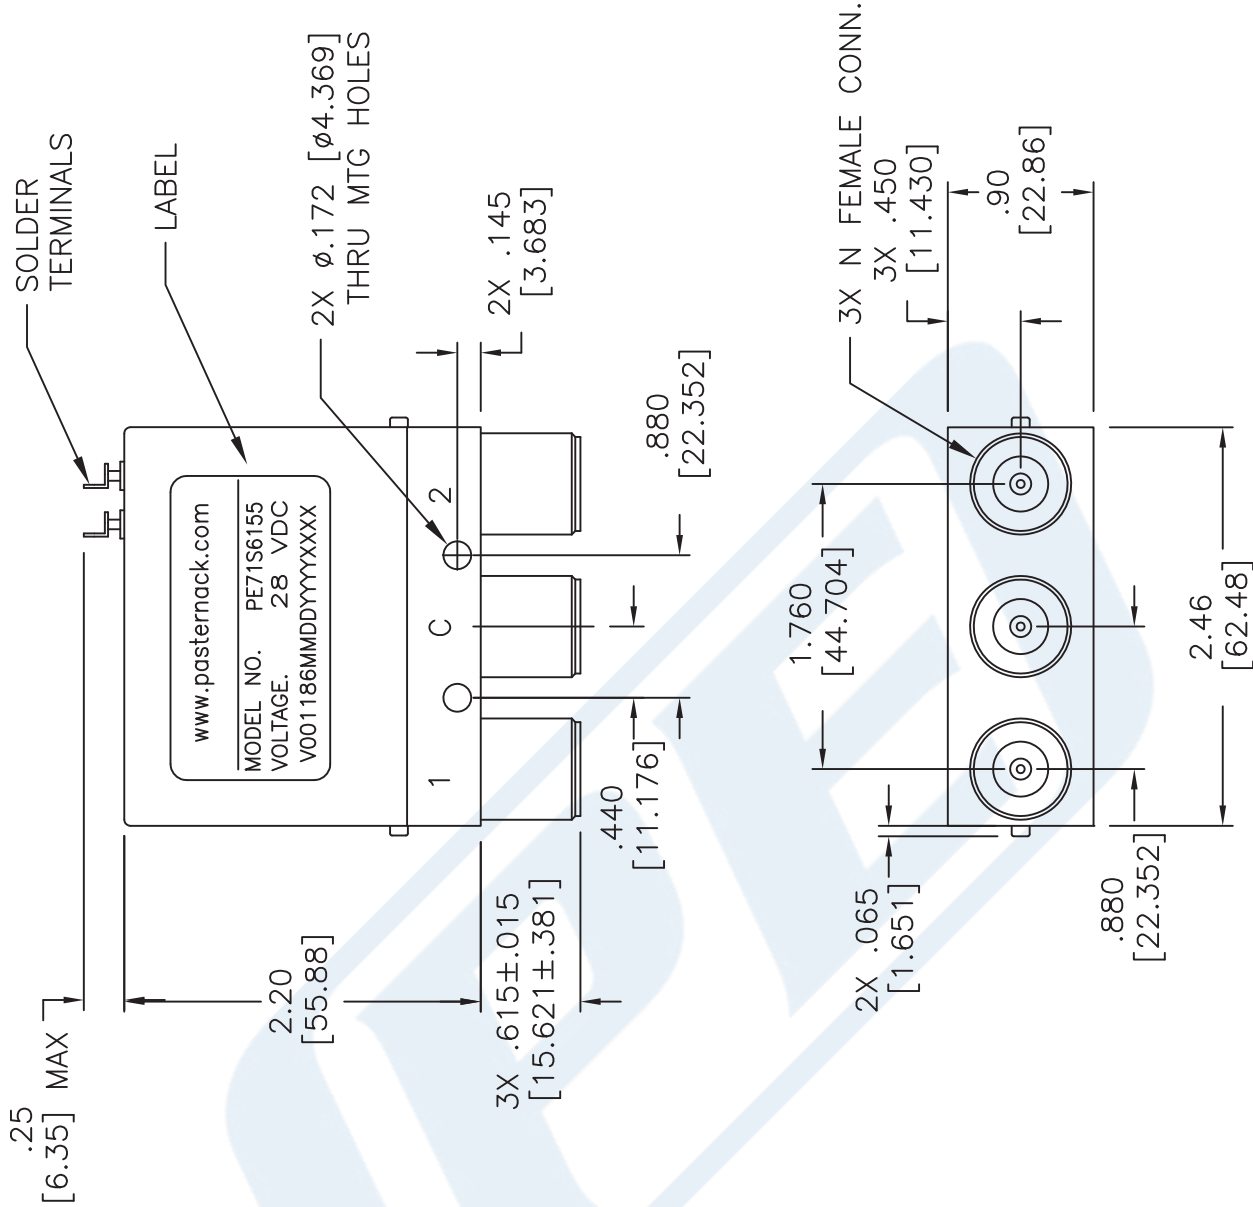 SOLDER
TERMINALS
LABEL
2X ø.172 [ø4.369]
THRU MTG HOLES
2X .145
[3.683]
.880
[22.352]
www.pasternack.com
MODEL NO. PE71S6155
VOLTAGE. 28 VDC
V001186MMDDYYYYXXXX
1
C
2
.440
[11.176]
.25
[6.35] MAX
2.20
[55.88]
3X .615±.015
[15.621±.381]
3X N FEMALE CONN.
3X .450
[11.430]
.90
[22.86]
1.760
[44.704]
2.46
[62.48]
2X .065
[1.651]
.880
[22.352]
PE